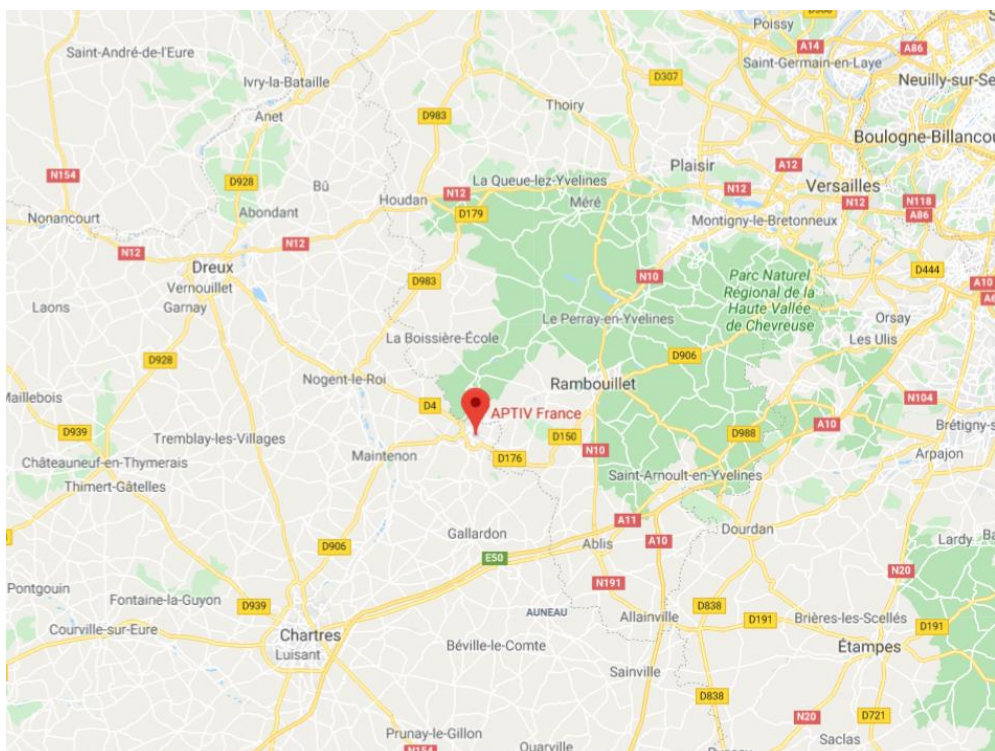 Poissy
A14
A86
Saint-André-de-l'Eure
Saint-Germain-en-Laye
Ivry-la-Bataille
D307
Neuilly-sur-Se
Thoiry
Anet
D983
Boulogne-Billancou
Plaisir
A12
N154
D928
Bû
La Queue-lez-Yvelines
N12
Versailles
N12
Houdan
Méré
N12
N118
Nonancourt
Abondant
D179
Montigny-le-Bretonneux
A86
N12
N12
Dreux
D444
Vernouillet
D983
N10
Parc Naturel
Régional de la
Haute Vallée
de Chevreuse
A10
Laons
Garnay
Le Perray-en-Yvelines
Orsay
La Boissière-École
Les Ulis
D928
D906
Nogent-le-Roi
Rambouillet
Maillebois
D4
APTIV France
N104
D939
Tremblay-les-Villages
D150
D988
A10
Brétigny-s
Maintenon
N10
Arpajon
Châteauneuf-en-Thymerais
D176
Saint-Arnoult-en-Yvelines
Thimert-Gâtelles
A11
Gallardon
Dourdan
D906
Ablis
A10
Lardy
E50
N20
Pontgouin
N191
Fontaine-la-Guyon
D939
AUNEAU
Allainville
D838
D191
Brières-les-Scellés
D191
Courville-sur-Eure
Chartres
Luisant
Béville-le-Comte
Étampes
Sainville
D838
N20
D721
Prunay-le-Gillon
Saclas
N154
Ouarville